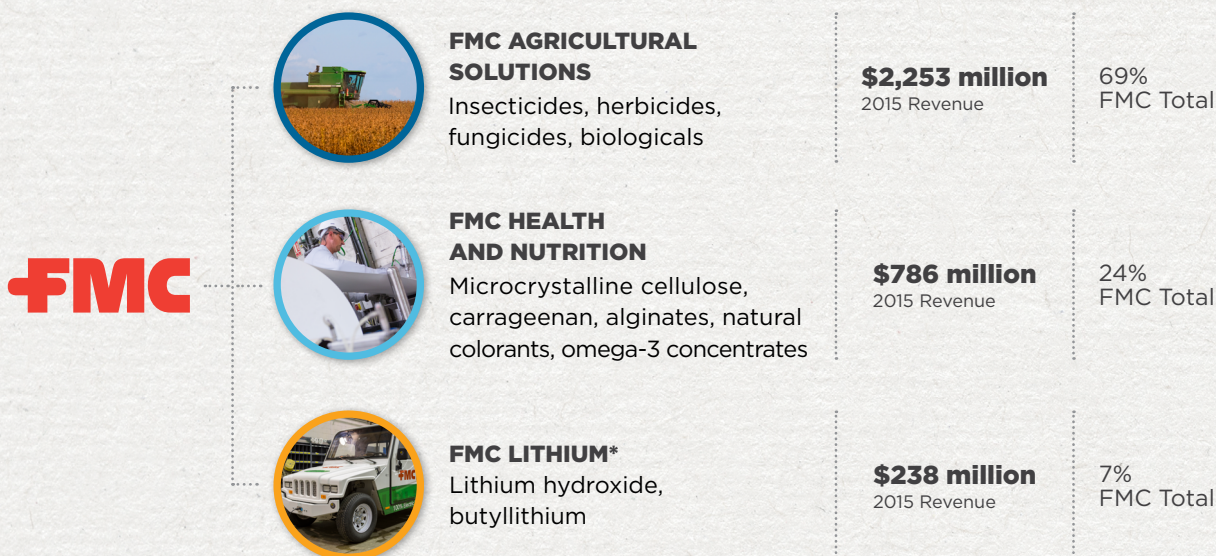 FMC AGRICULTURAL
SOLUTIONS
Insecticides, herbicides,
fungicides, biologicals
$2,253 million
2015 Revenue
69%
FMC Total
FMC
FMC HEALTH
AND NUTRITION
Microcrystalline cellulose,
carrageenan, alginates, natural
colorants, omega-3 concentrates
$786 million
2015 Revenue
24%
FMC Total
FMC LITHIUM*
Lithium hydroxide,
butyllithium
$238 million
2015 Revenue
7%
FMC Total
FMC